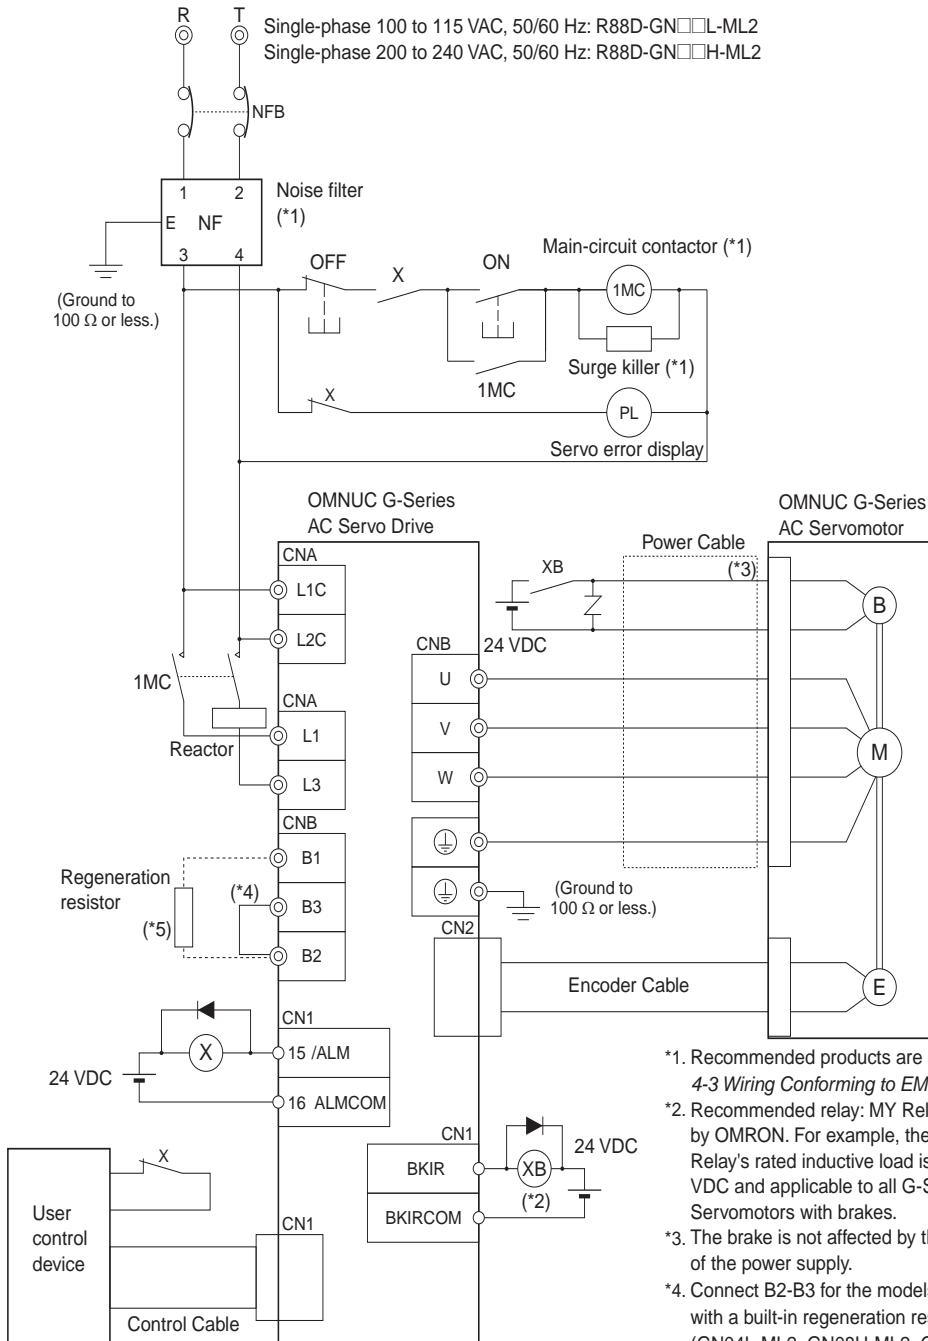 R T
Single-phase 100 to 115 VAC, 50/60 Hz: R88D-GN□□L-ML2
Single-phase 200 to 240 VAC, 50/60 Hz: R88D-GN□□H-ML2
NFB
1 2
E NF
3 4
Noise filter
(*1)
(Ground to
100 Ω or less.)
OFF X ON
Main-circuit contactor (*1)
1MC
Surge killer (*1)
1MC
X
PL
Servo error display
OMNUC G-Series
AC Servo Drive
OMNUC G-Series
AC Servomotor
CNA
L1C
L2C
1MC
CNA
Reactor
L1
L3
CNB
B1
Regeneration
resistor
(*4)
B3
(*5)
B2
XB
Power Cable
(*3)
B
24 VDC
CNB
U
V
W
M
(Ground to
100 Ω or less.)
CN2
Encoder Cable
E
CN1
X
15 /ALM
24 VDC
16 ALMCOM
CN1
BKIR
XB
24 VDC
(*2)
BKIRCOM
X
User
control
device
CN1
Control Cable
*1. Recommended products are
4-3 Wiring Conforming to EM
*2. Recommended relay: MY Rel
by OMRON. For example, the
Relay's rated inductive load is
VDC and applicable to all G-S
Servomotors with brakes.
*3. The brake is not affected by th
of the power supply.
*4. Connect B2-B3 for the models
with a built-in regeneration re